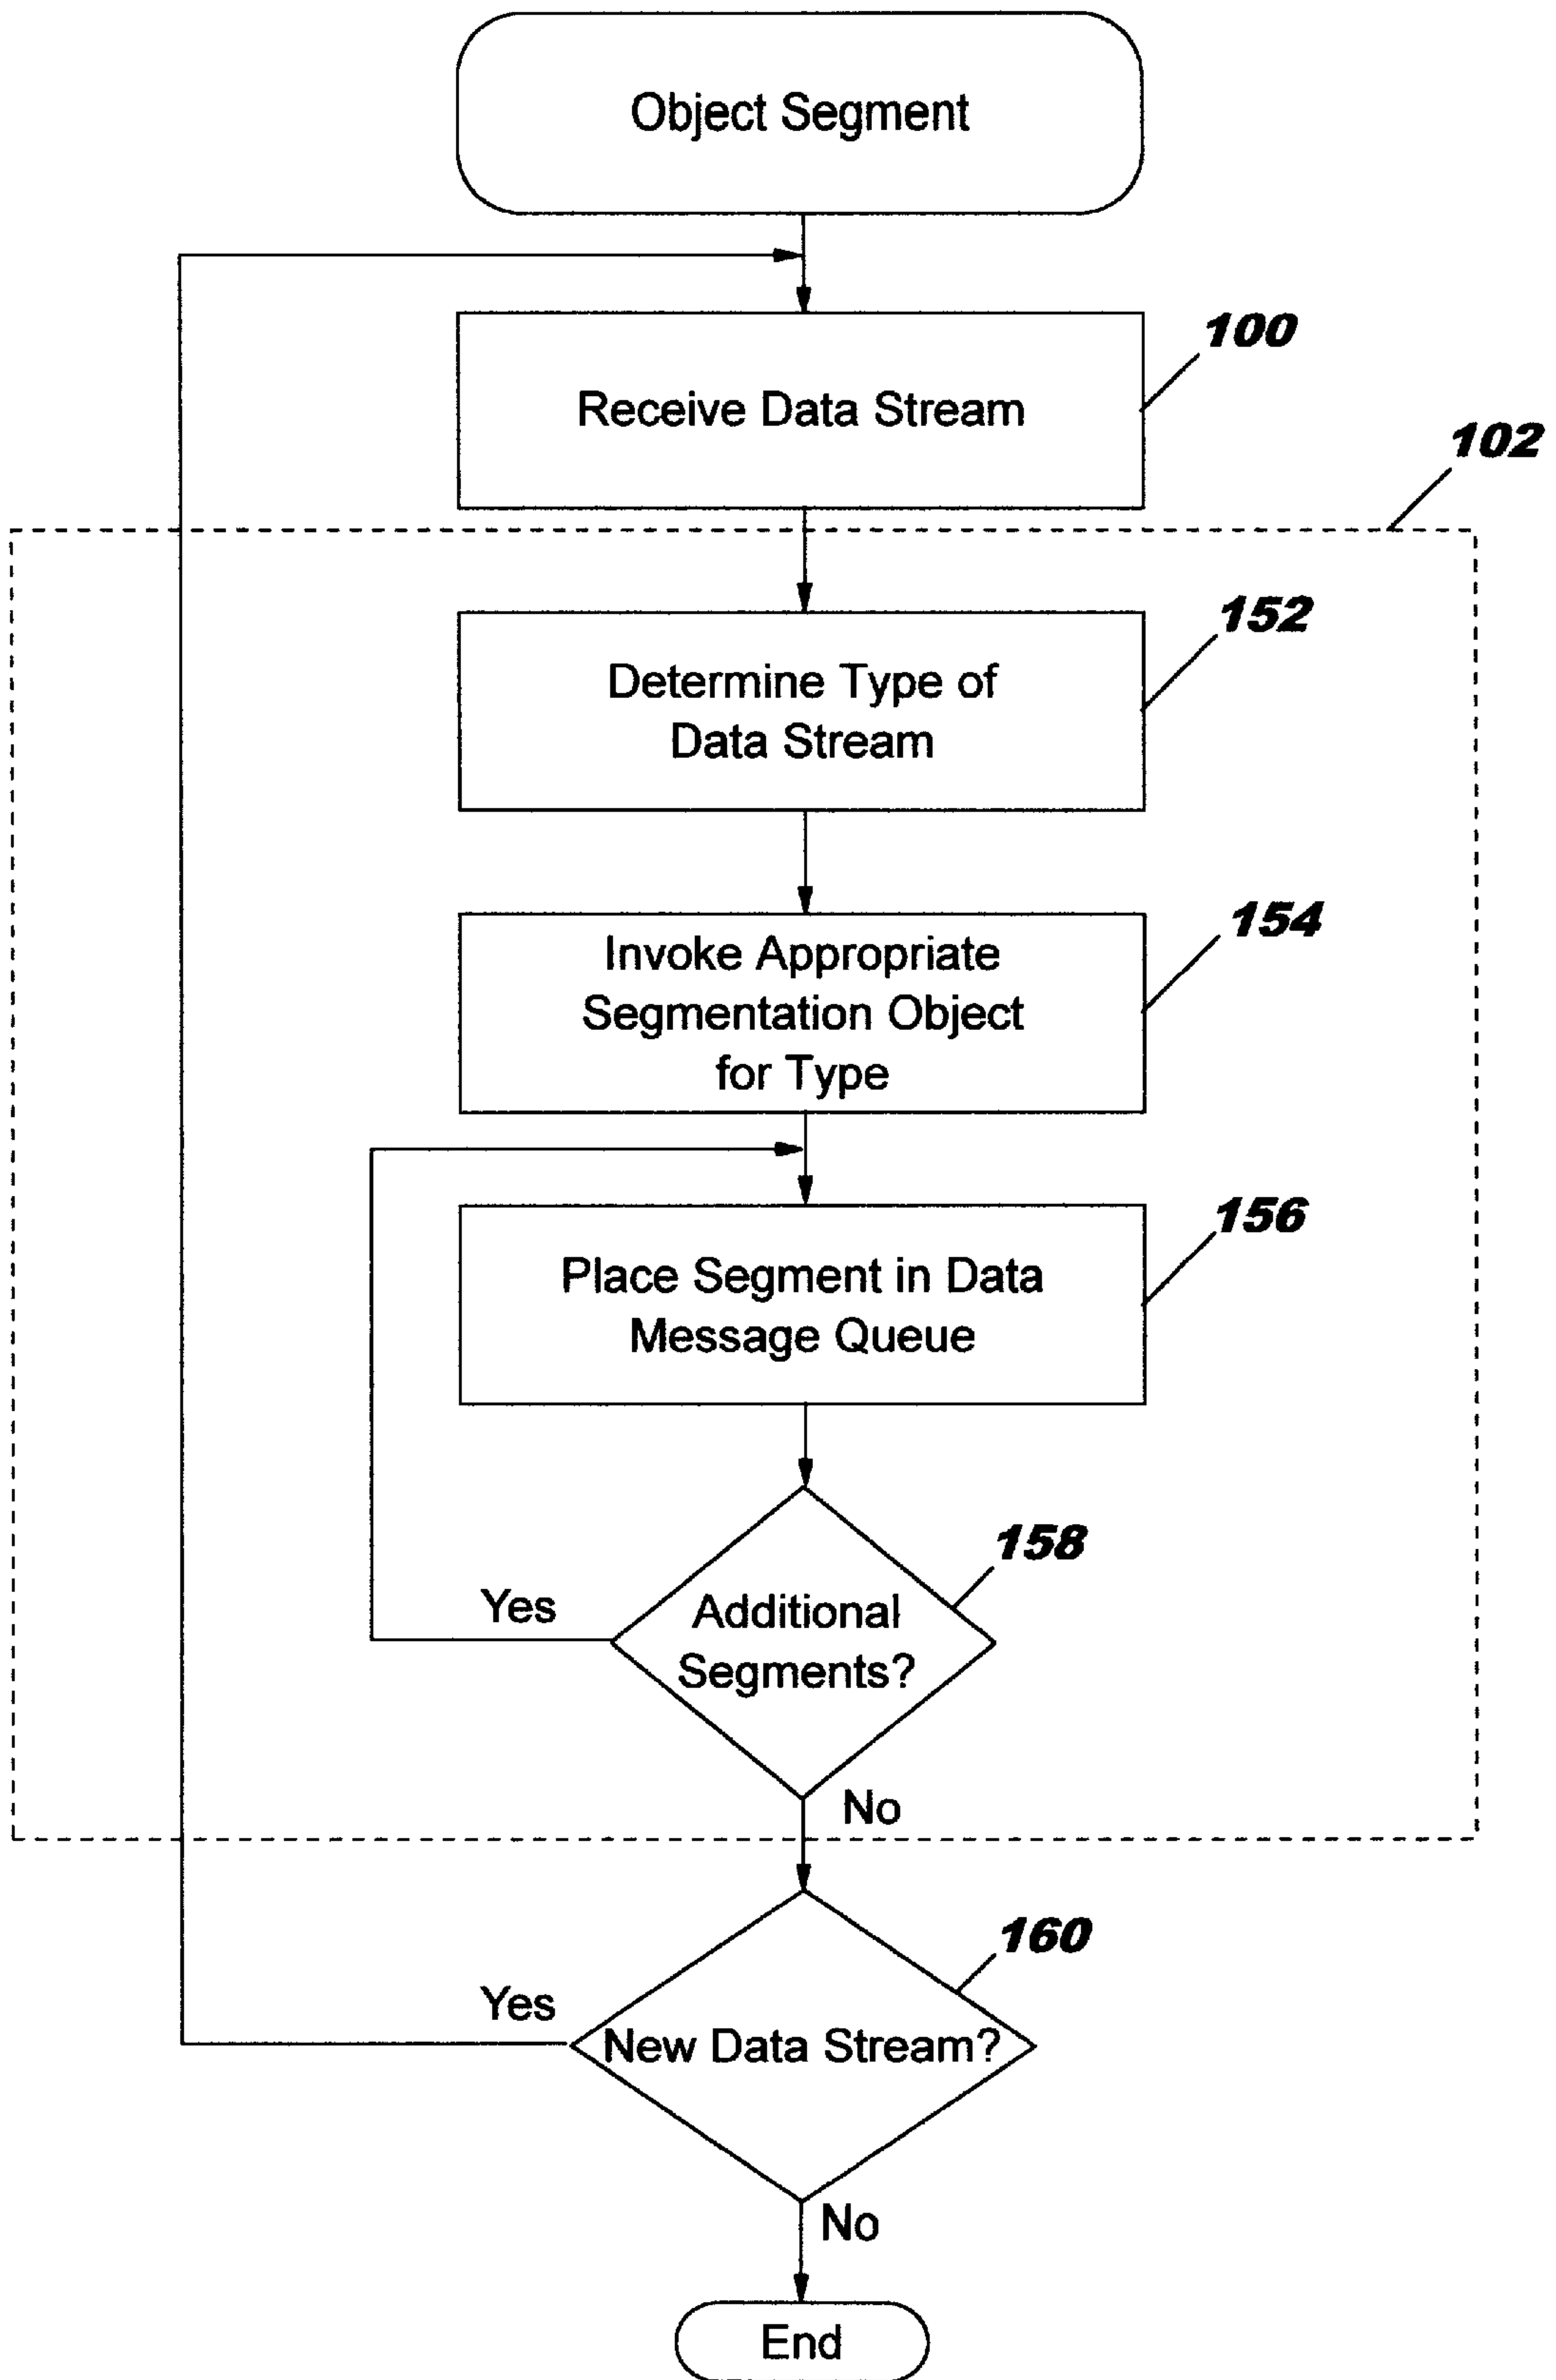 Object Segment
100
Receive Data Stream
102
152
Determine Type of
Data Stream
154
Invoke Appropriate
Segmentation Object
for Type
156
Place Segment in Data
Message Queue
158
Yes
Additional
Segments?
No
160
Yes
New Data Stream?
No
End